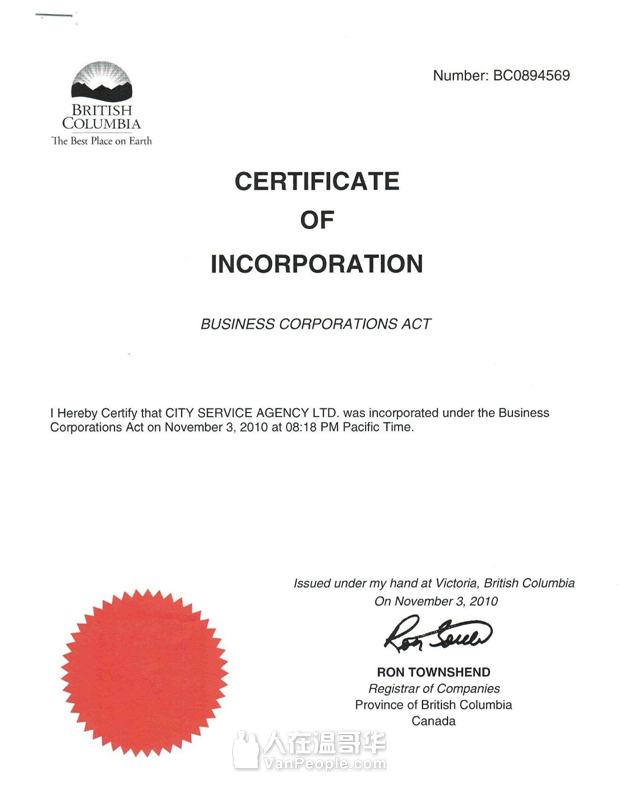 Number: BC0894569
BRITISH
COLUMBIA
The Best Place on Earth
CERTIFICATE
OF
INCORPORATION
BUSINESS CORPORATIONS ACT
I Hereby Certify that CITY SERVICE AGENCY LTD. was incorporated under the Business
Corporations Act on November 3, 2010 at 08:18 PM Pacific Time.
Issued under my hand at Victoria, British Columbia
On November 3, 2010
RON TOWNSHEND
Registrar of Companies
Province of British Columbia
Canada
人在温哥华
VanPeople.com